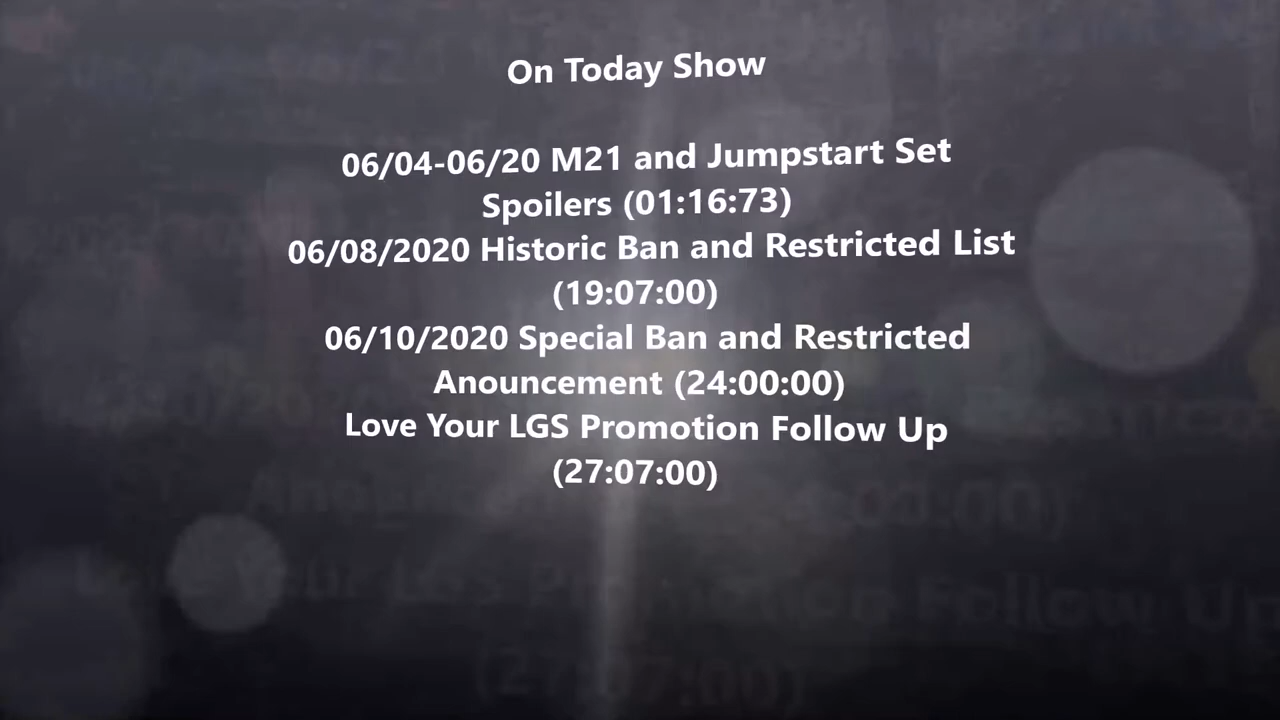 On Today Show
06/04-06/20 M21 and Jumpstart Set
Spoilers (01:16:73)
06/08/2020 Historic Ban and Restricted List
(19:07:00)
06/10/2020 Special Ban and Restricted
Anouncement (24:00:00)
Love Your LGS Promotion Follow Up
(27:07:00)